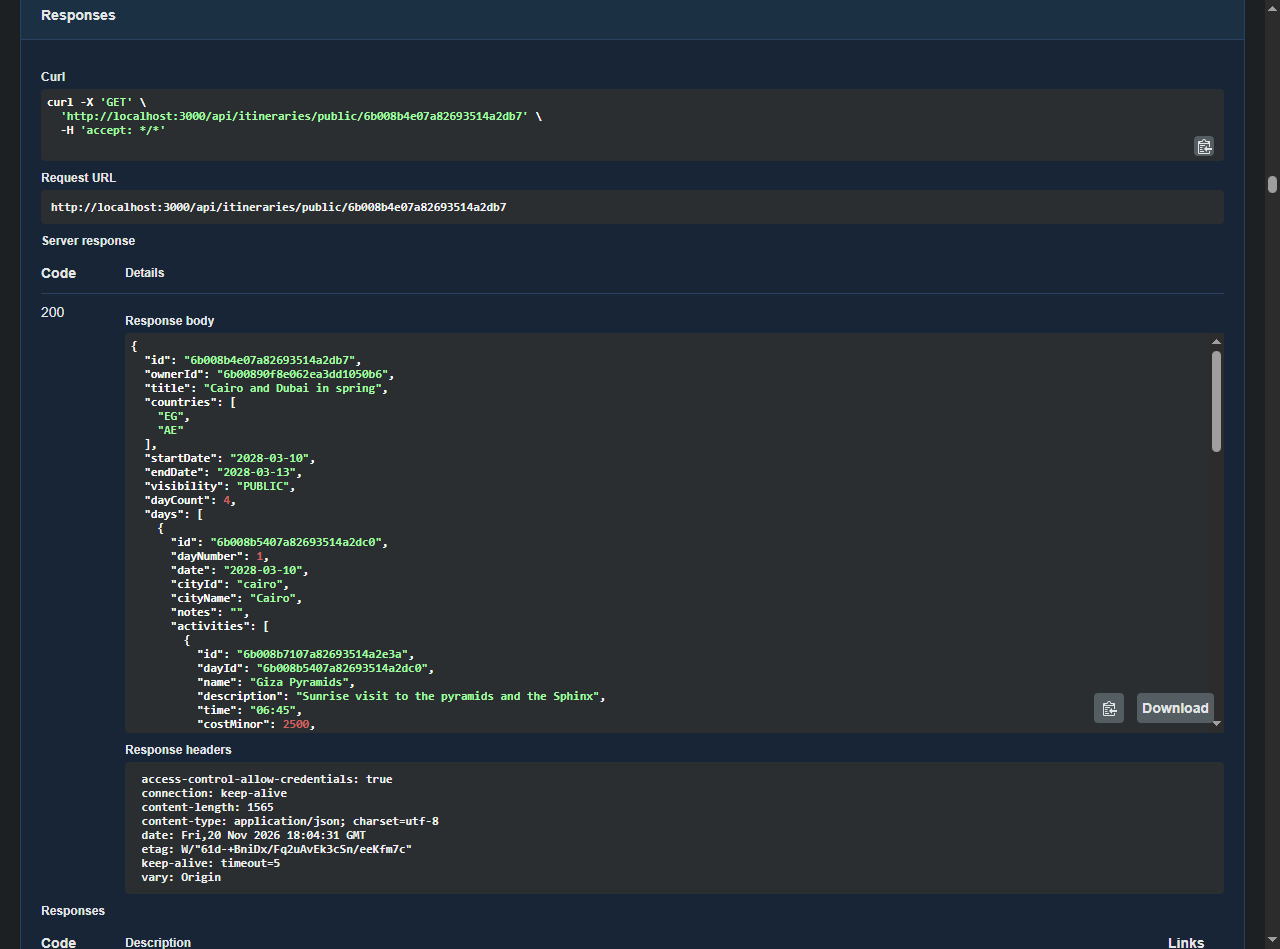 Responses
Curl
curl -X 'GET' \
  'http://localhost:3000/api/itineraries/public/6b008b4e07a82693514a2db7' \
  -H 'accept: */*'
Request URL
http://localhost:3000/api/itineraries/public/6b008b4e07a82693514a2db7
Server response
Code Details
200
Response body
{
  "id": "6b008b4e07a82693514a2db7",
  "ownerId": "6b00890f8e062ea3dd1050b6",
  "title": "Cairo and Dubai in spring",
  "countries": [
    "EG",
    "AE"
  ],
  "startDate": "2028-03-10",
  "endDate": "2028-03-13",
  "visibility": "PUBLIC",
  "dayCount": 4,
  "days": [
    {
      "id": "6b008b5407a82693514a2dc0",
      "dayNumber": 1,
      "date": "2028-03-10",
      "cityId": "cairo",
      "cityName": "Cairo",
      "notes": "",
      "activities": [
        {
          "id": "6b008b7107a82693514a2e3a",
          "dayId": "6b008b5407a82693514a2dc0",
          "name": "Giza Pyramids",
          "description": "Sunrise visit to the pyramids and the Sphinx",
          "time": "06:45",
          "costMinor": 2500,
Download
Response headers
access-control-allow-credentials: true
connection: keep-alive
content-length: 1565
content-type: application/json; charset=utf-8
date: Fri,20 Nov 2026 18:04:31 GMT
etag: W/"61d-+BniDx/Fq2uAvEk3cSn/eeKfm7c"
keep-alive: timeout=5
vary: Origin
Responses
Code Description Links